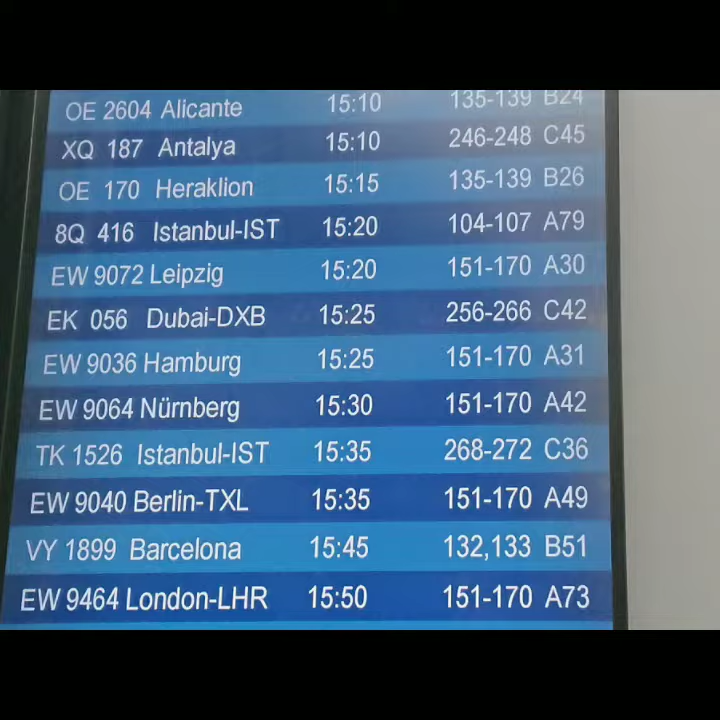 OE 2604 Alicante 15:10 135-139 B24
XQ 187 Antalya 15:10 246-248 C45
OE 170 Heraklion 15:15 135-139 B26
8Q 416 Istanbul-IST 15:20 104-107 A79
EW 9072 Leipzig 15:20 151-170 A30
EK 056 Dubai-DXB 15:25 256-266 C42
EW 9036 Hamburg 15:25 151-170 A31
EW 9064 Nürnberg 15:30 151-170 A42
TK 1526 Istanbul-IST 15:35 268-272 C36
EW 9040 Berlin-TXL 15:35 151-170 A49
VY 1899 Barcelona 15:45 132,133 B51
EW 9464 London-LHR 15:50 151-170 A73